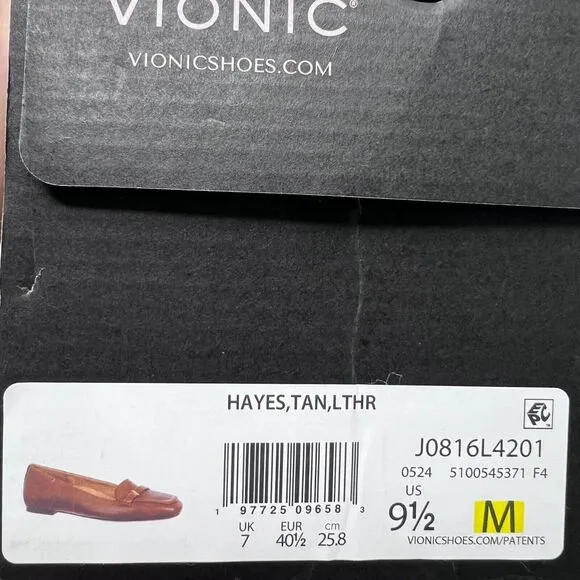 VIONIC®
VIONICSHOES.COM
HAYES,TAN,LTHR
J0816L4201
0524 5100545371 F4
1 97725 09658 3
US
9½ M
UK EUR cm
7 40½ 25.8
VIONICSHOES.COM/PATENTS